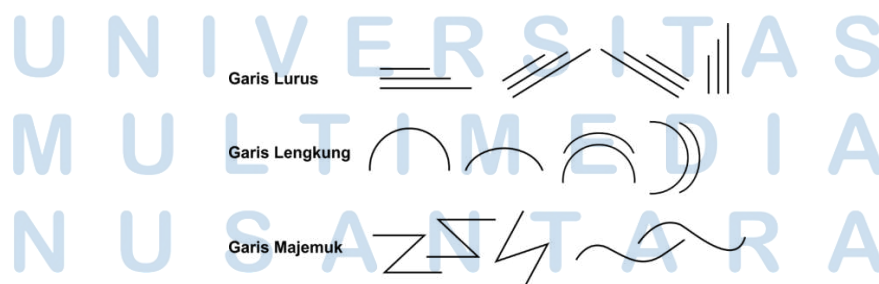 UNIVERSITAS
Garis Lurus
MULTIMEDIA
Garis Lengkung
NUSANTARA
Garis Majemuk